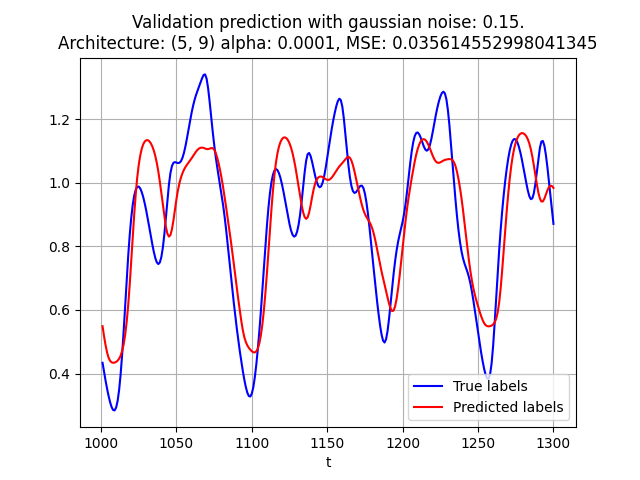 Validation prediction with gaussian noise: 0.15.
Architecture: (5, 9) alpha: 0.0001, MSE: 0.035614552998041345
1.2
1.0
0.8
0.6
0.4
True labels
Predicted labels
1000 1050 1100 1150 1200 1250 1300
t